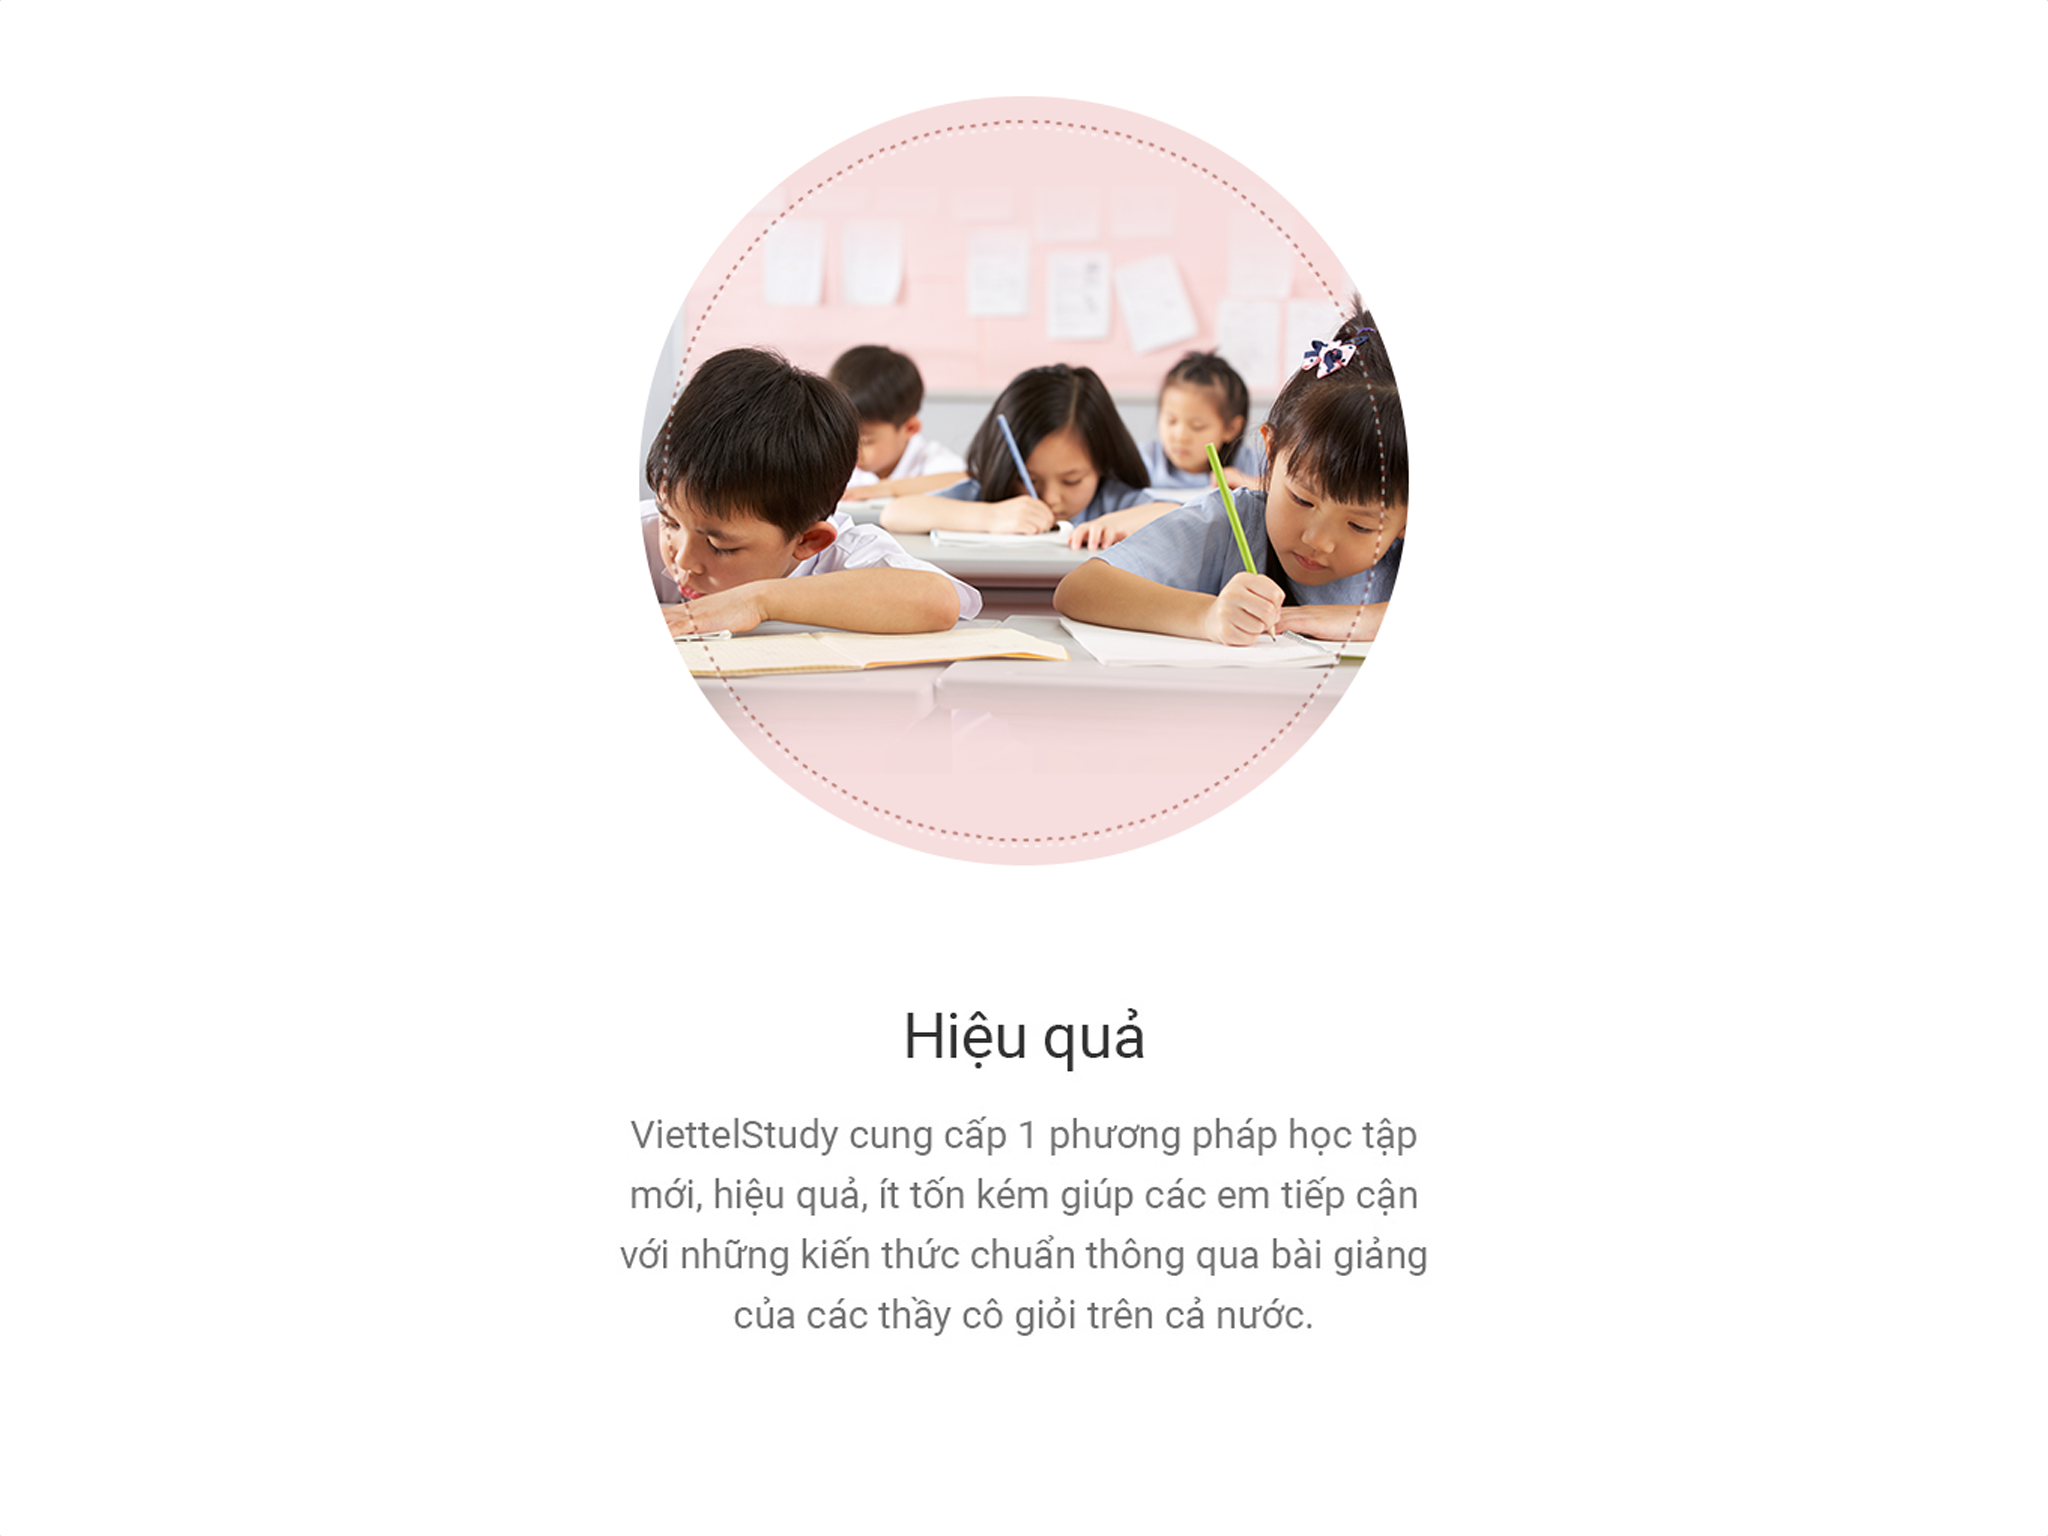 Hiệu quả
ViettelStudy cung cấp 1 phương pháp học tập
mới, hiệu quả, ít tốn kém giúp các em tiếp cận
với những kiến thức chuẩn thông qua bài giảng
của các thầy cô giỏi trên cả nước.